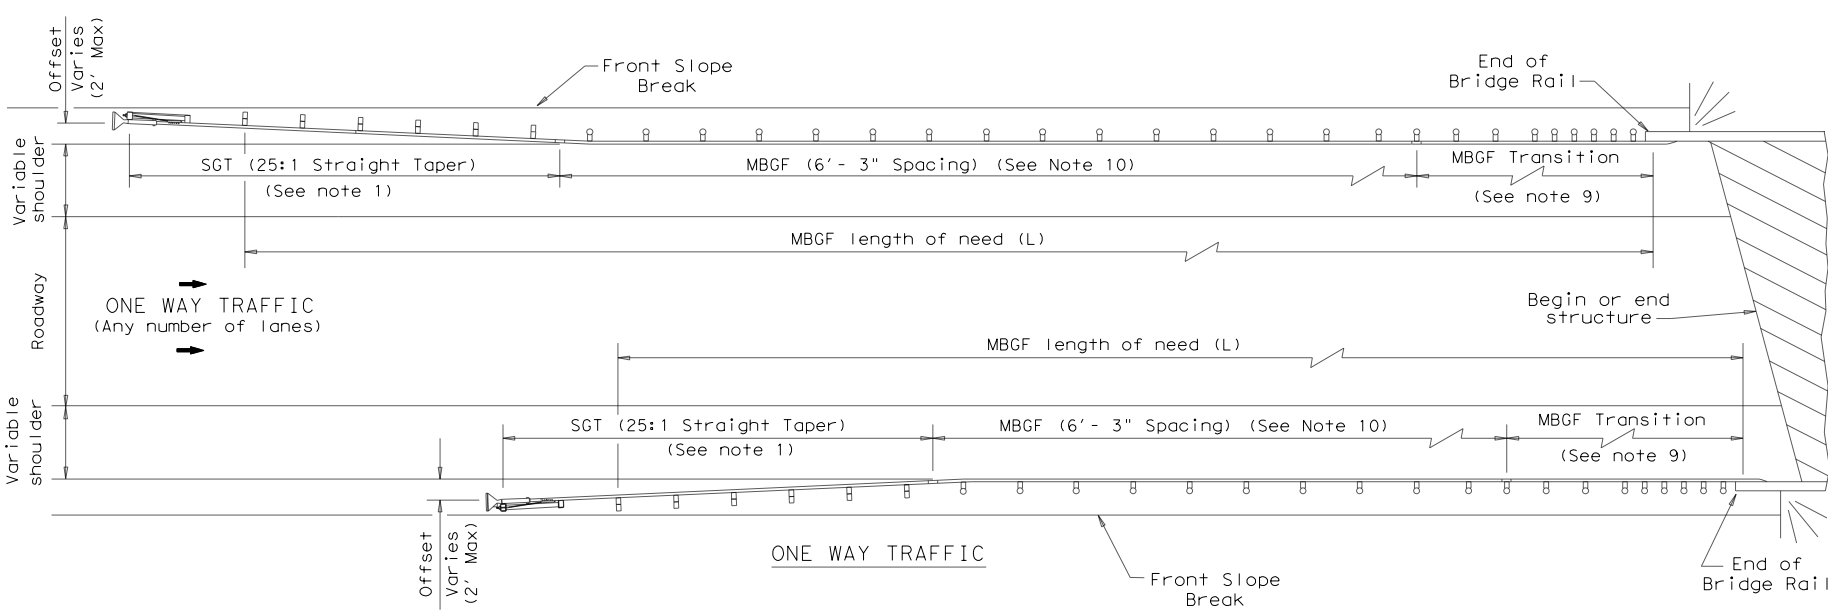 Offset
Varies
(2' Max)
Front Slope
Break
End of
Bridge Rail
Variable
shoulder
SGT (25:1 Straight Taper)
(See note 1)
MBGF (6'- 3" Spacing) (See Note 10)
MBGF Transition
(See note 9)
MBGF length of need (L)
Roadway
ONE WAY TRAFFIC
(Any number of lanes)
Begin or end
structure
MBGF length of need (L)
Variable
shoulder
SGT (25:1 Straight Taper)
(See note 1)
MBGF (6'- 3" Spacing) (See Note 10)
MBGF Transition
(See note 9)
Offset
Varies
(2' Max)
ONE WAY TRAFFIC
Front Slope
Break
End of
Bridge Rail